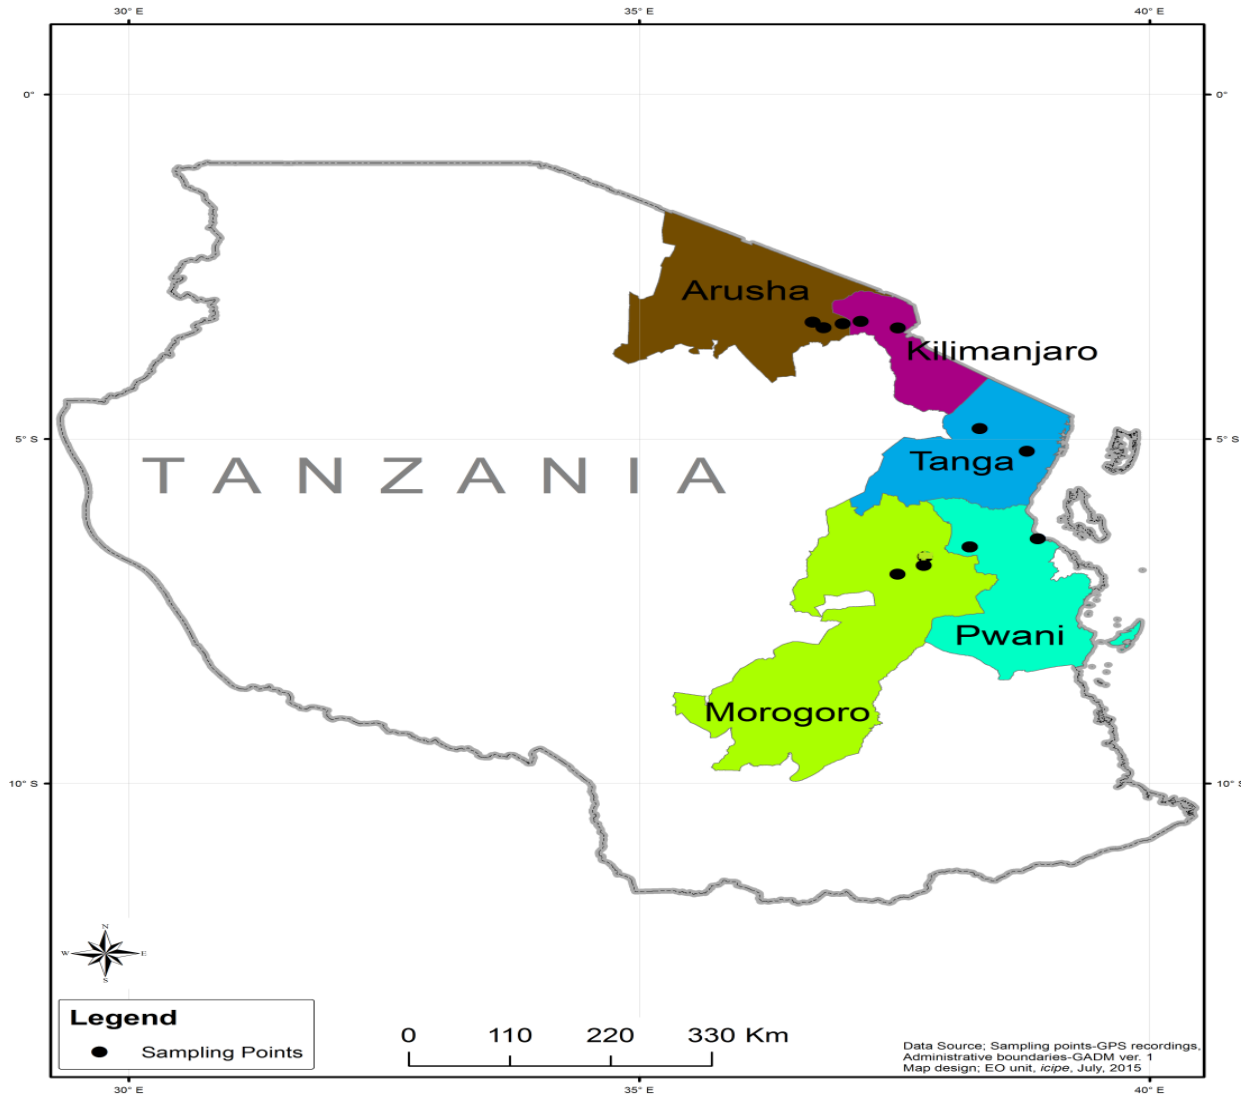 30° E 35° E 40° E
0° 0°
Arusha
Kilimanjaro
5° S 5° S
TANZANIA
Tanga
Pwani
Morogoro
10° S 10° S
N
W E
S
Legend
Sampling Points
0 110 220 330 Km
Data Source; Sampling points-GPS recordings,
Administrative boundaries-GADM ver. 1
Map design; EO unit, icipe, July, 2015
30° E 35° E 40° E